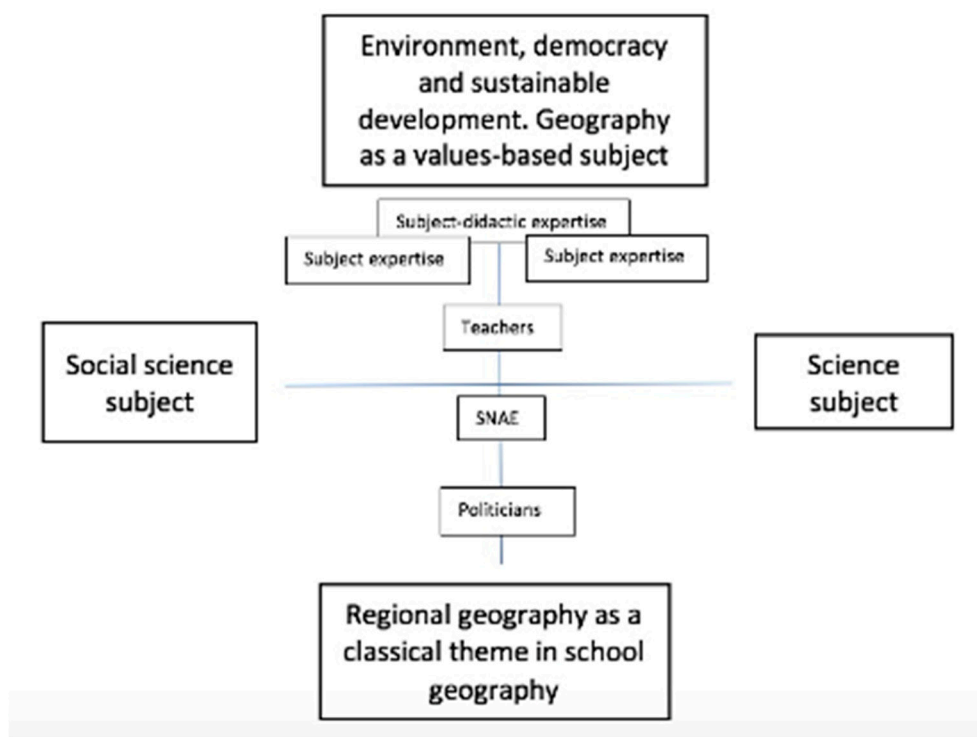 Environment, democracy
and sustainable
development. Geography
as a values-based subject
Subject-didactic expertise
Subject expertise
Subject expertise
Teachers
Social science
subject
Science
subject
SNAE
Politicians
Regional geography as a
classical theme in school
geography